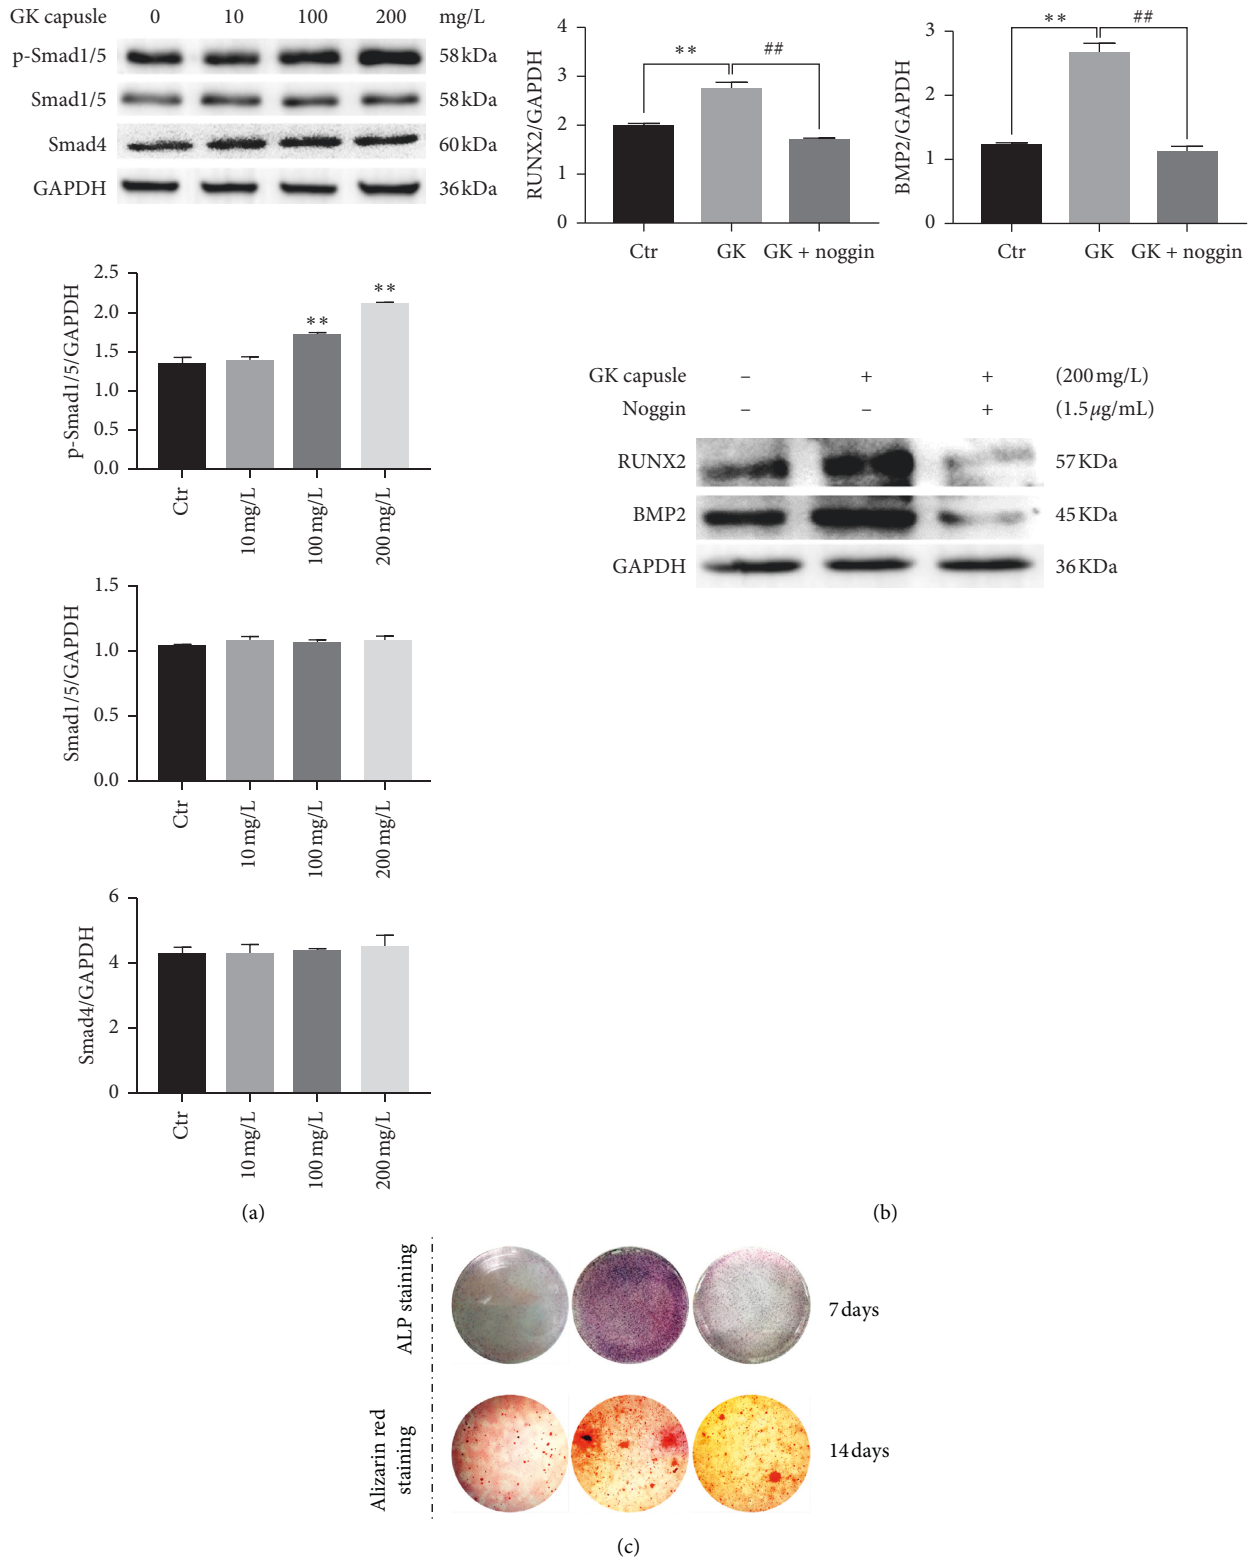 GK capusle 0 10 100 200 mg/L
p-Smad1/5 58 kDa
Smad1/5 58 kDa
Smad4 60 kDa
GAPDH 36 kDa
p-Smad1/5/GAPDH
2.5
2.0
1.5
1.0
0.5
0.0
**
**
Ctr
10 mg/L
100 mg/L
200 mg/L
Smad1/5/GAPDH
1.5
1.0
0.5
0.0
Ctr
10 mg/L
100 mg/L
200 mg/L
Smad4/GAPDH
6
4
2
0
Ctr
10 mg/L
100 mg/L
200 mg/L
(a)
RUNX2/GAPDH
4
3
2
1
0
** ##
Ctr GK GK + noggin
BMP2/GAPDH
3
2
1
0
** ##
Ctr GK GK + noggin
GK capusle – + + (200 mg/L)
Noggin – – + (1.5 μg/mL)
RUNX2 57 KDa
BMP2 45 KDa
GAPDH 36 KDa
(b)
ALP staining
7 days
Alizarin red
staining
14 days
(c)